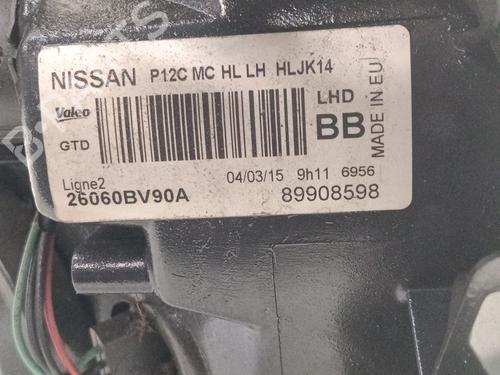 NISSAN P12C MC HL LH HLJK14
Valeo
GTD
LHD
BB
MADE IN EU
Ligne2
04/03/15 9h11 6956
26060BV90A
89908598